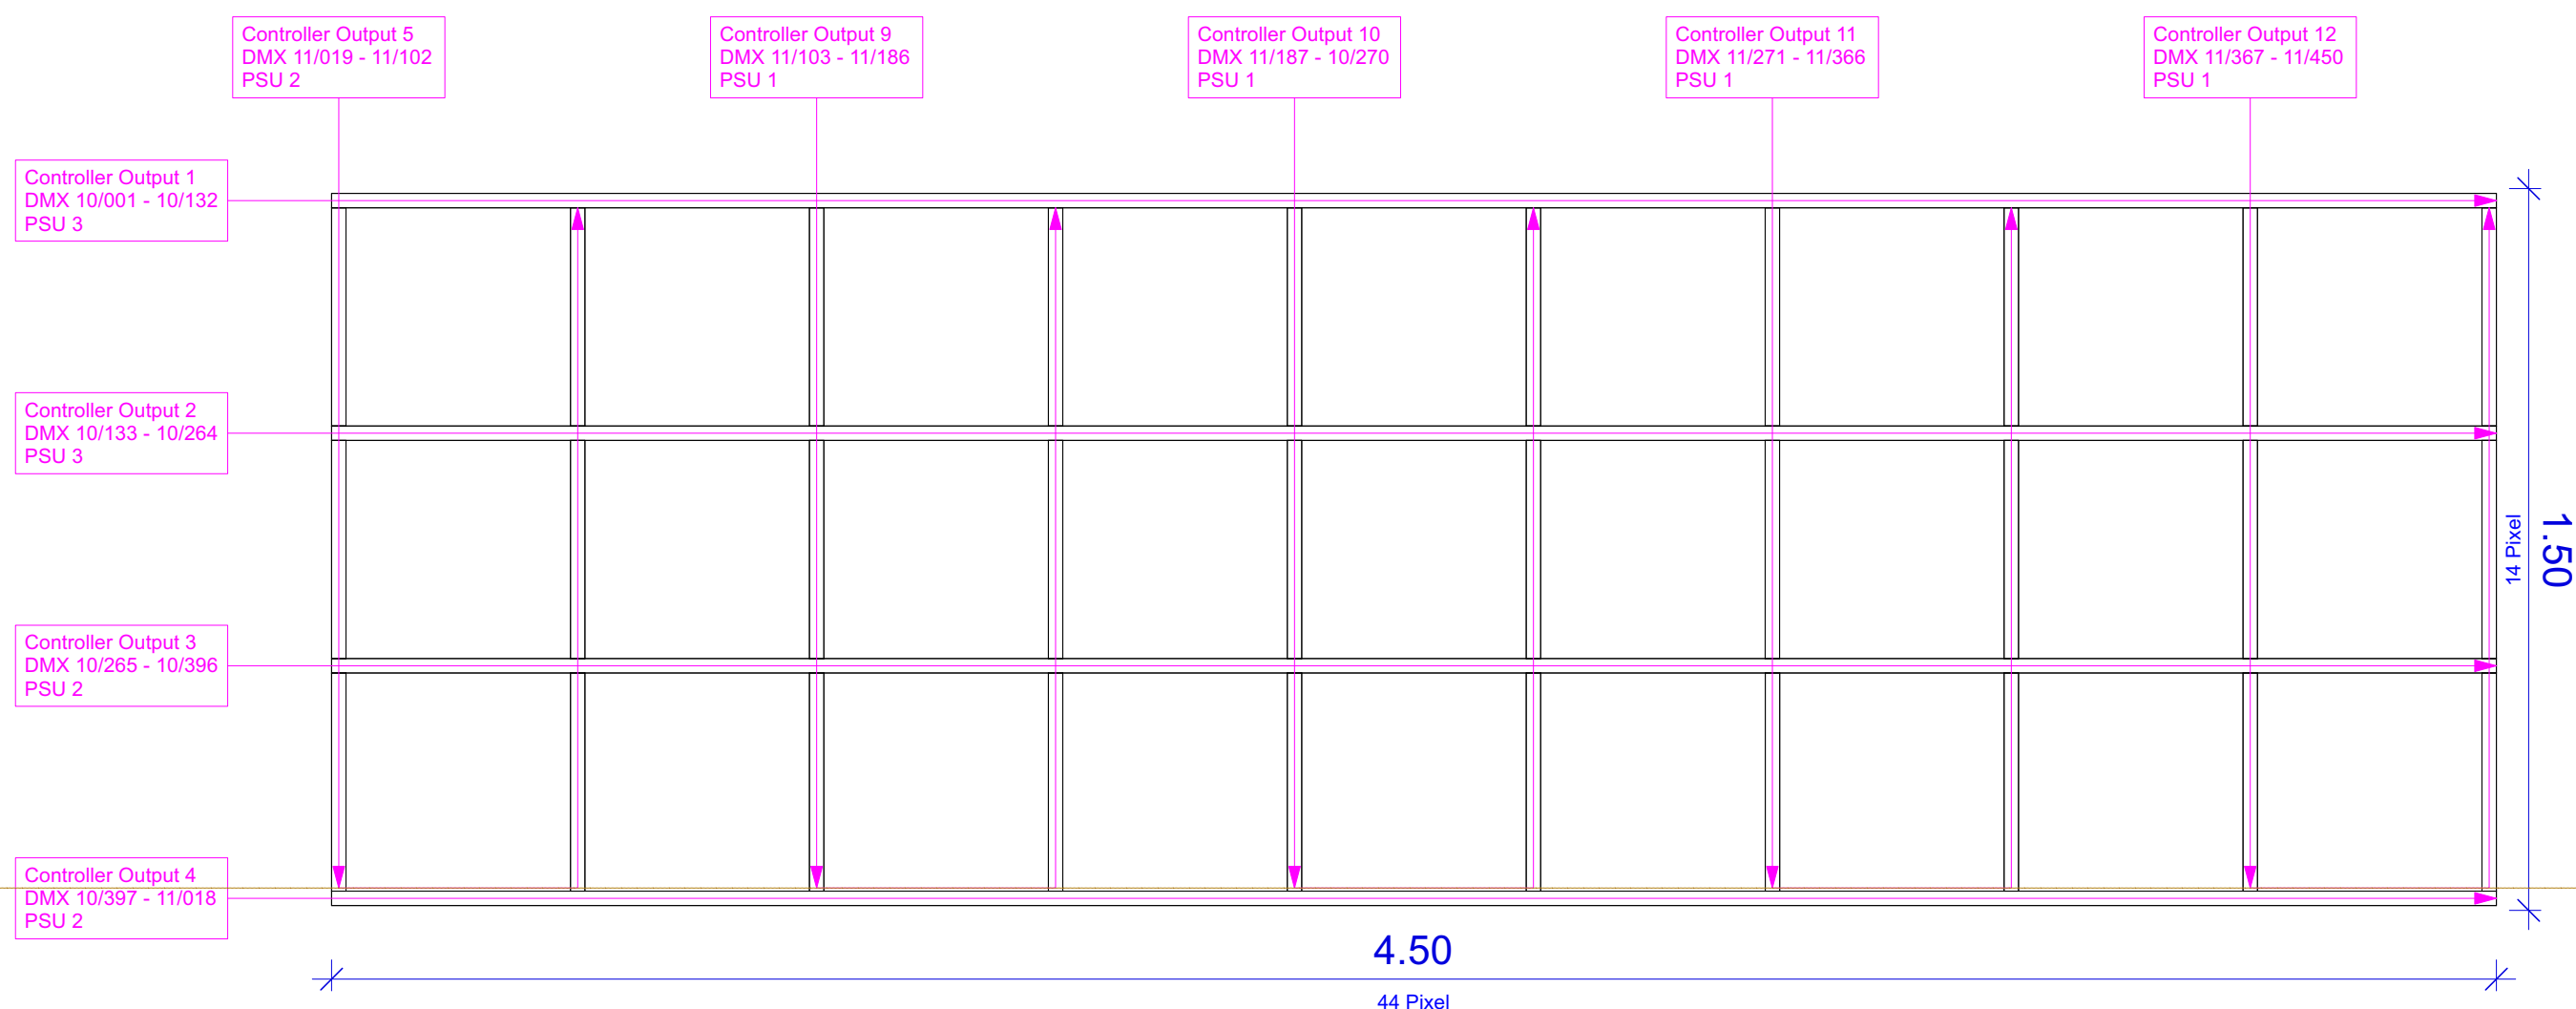 Controller Output 5
DMX 11/019 - 11/102
PSU 2
Controller Output 9
DMX 11/103 - 11/186
PSU 1
Controller Output 10
DMX 11/187 - 10/270
PSU 1
Controller Output 11
DMX 11/271 - 11/366
PSU 1
Controller Output 12
DMX 11/367 - 11/450
PSU 1
Controller Output 1
DMX 10/001 - 10/132
PSU 3
Controller Output 2
DMX 10/133 - 10/264
PSU 3
Controller Output 3
DMX 10/265 - 10/396
PSU 2
Controller Output 4
DMX 10/397 - 11/018
PSU 2
14 Pixel
1.50
4.50
44 Pixel